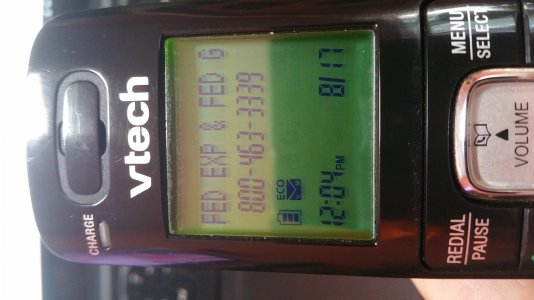 CHARGE
vtech
FED EXP & FED G
800-463-3339
ECO
12:04 PM 8/17
MENU
SELECT
VOLUME
REDIAL
PAUSE